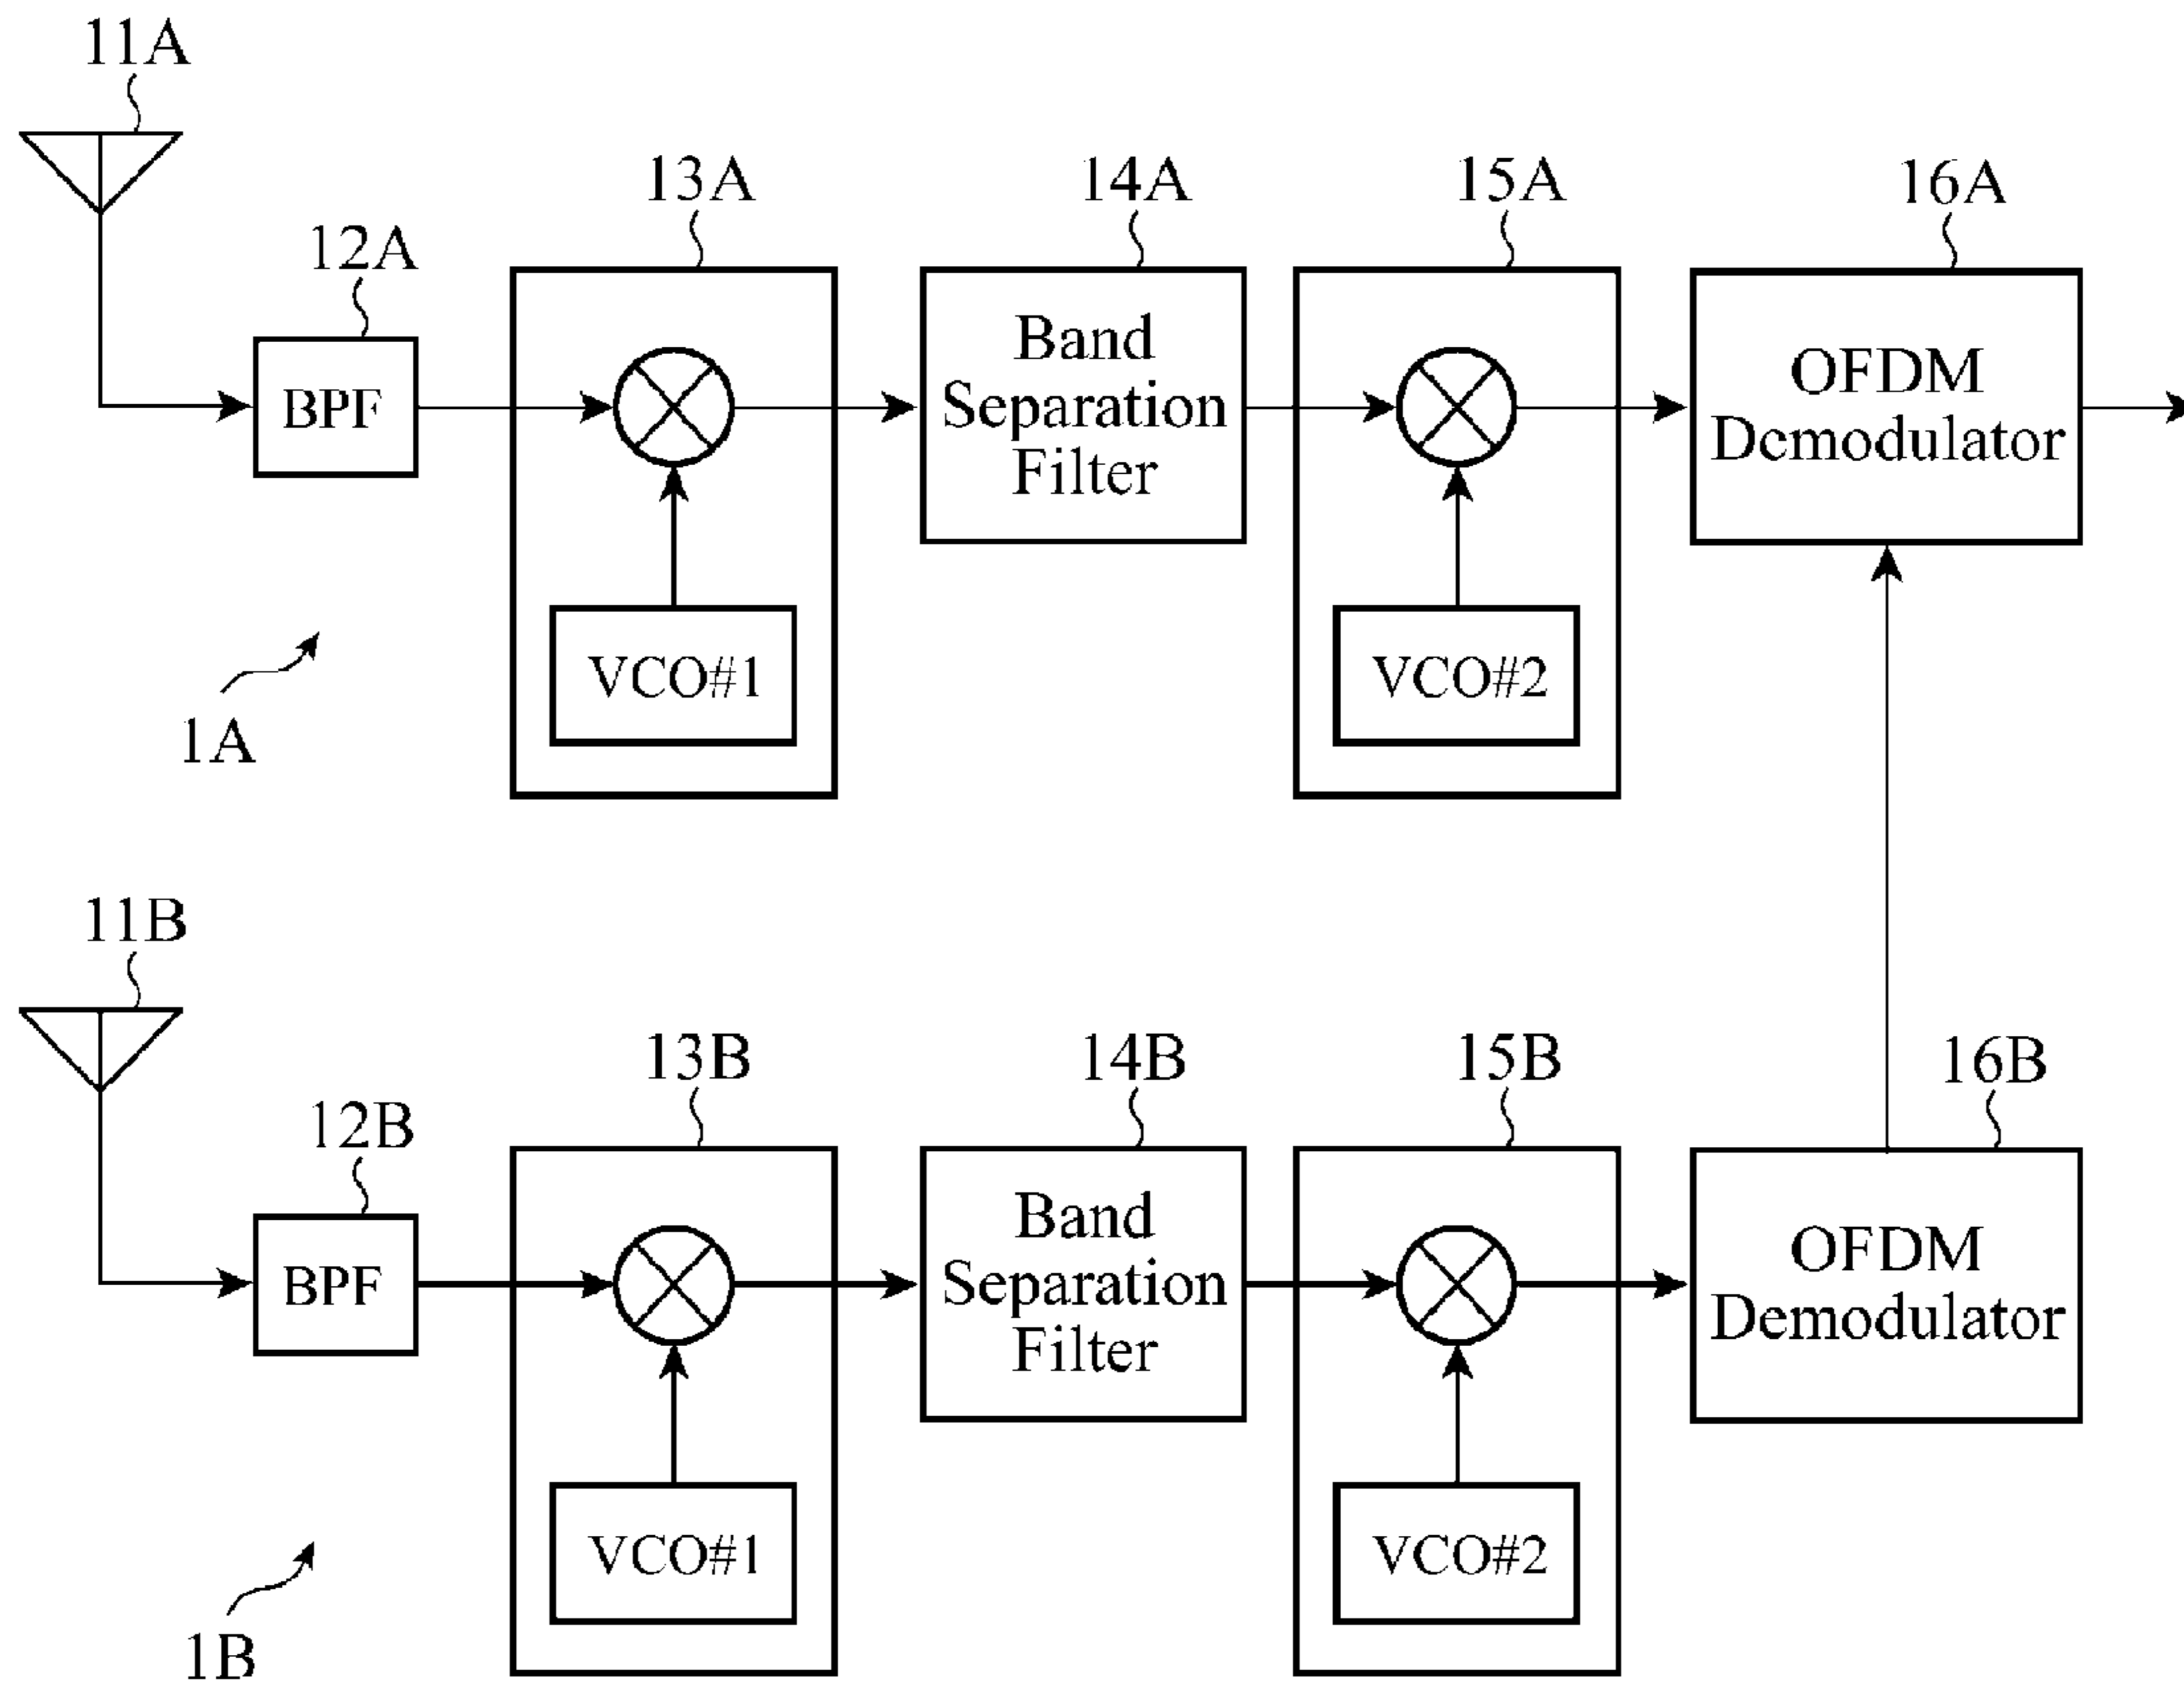 11A
12A
13A
14A
15A
16A
BPF
Band
Separation
Filter
OFDM
Dcmodulator
VCO#1
VCO#2
1A
11B
12B
13B
14B
15B
16B
BPF
Band
Separation
Filter
OFDM
Demodulator
VCO#1
VCO#2
1B